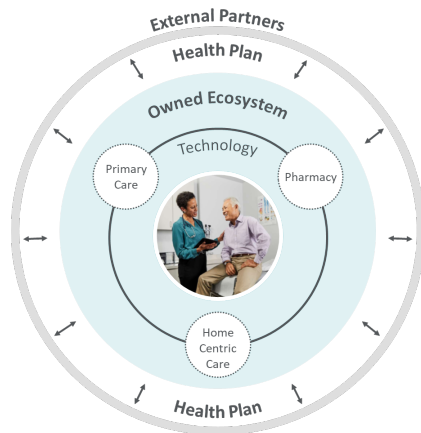 External Partners
Health Plan
Owned Ecosystem
Technology
Primary
Care
Pharmacy
Home
Centric
Care
Health Plan